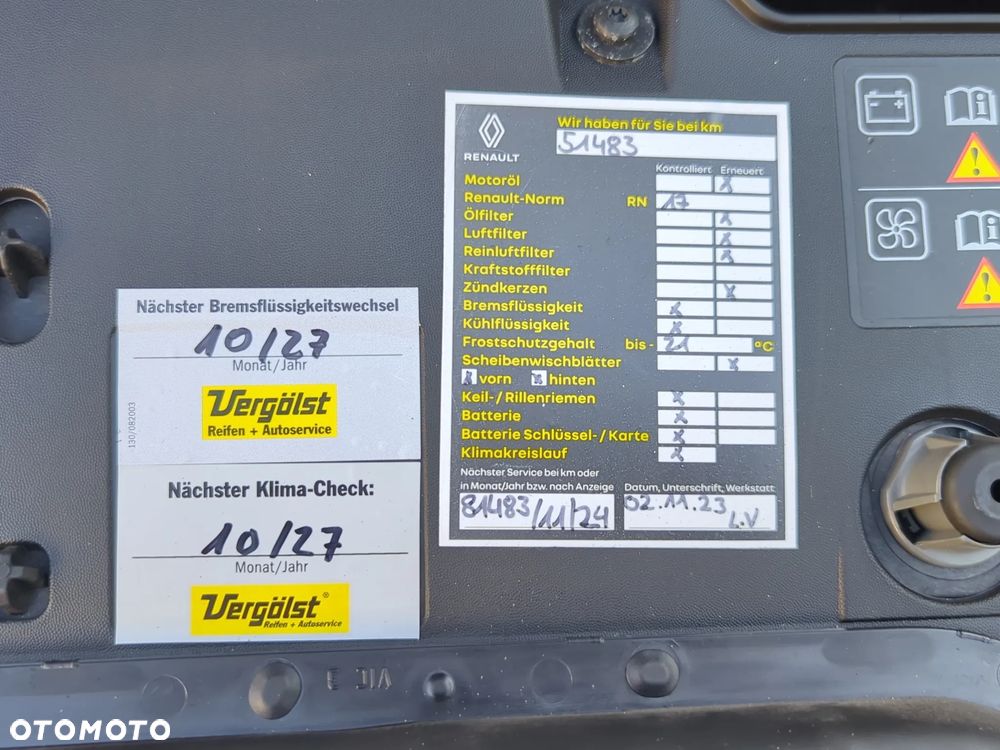 Wir haben für Sie bei km
51483
RENAULT
Kontrolliert Erneuert
Motoröl x
Renault-Norm RN 17
Ölfilter x
Luftfilter x
Reinluftfilter x
Kraftstofffilter
Zündkerzen x
Bremsflüssigkeit x
Kühlflüssigkeit x
Frostschutzgehalt bis - 21 °C
Scheibenwischblätter x
x vorn x hinten
Keil-/Rillenriemen x
Batterie x
Batterie Schlüssel-/Karte x
Klimakreislauf x
Nächster Service bei km oder
in Monat/Jahr bzw. nach Anzeige
81483/11/24
Datum, Unterschrift, Werkstatt
02.11.23
L.V
Nächster Bremsflüssigkeitswechsel
10/27
Monat/Jahr
Vergölst
Reifen + Autoservice
130/082003
Nächster Klima-Check:
10/27
Monat/Jahr
Vergölst®
Reifen + Autoservice
OTOMOTO